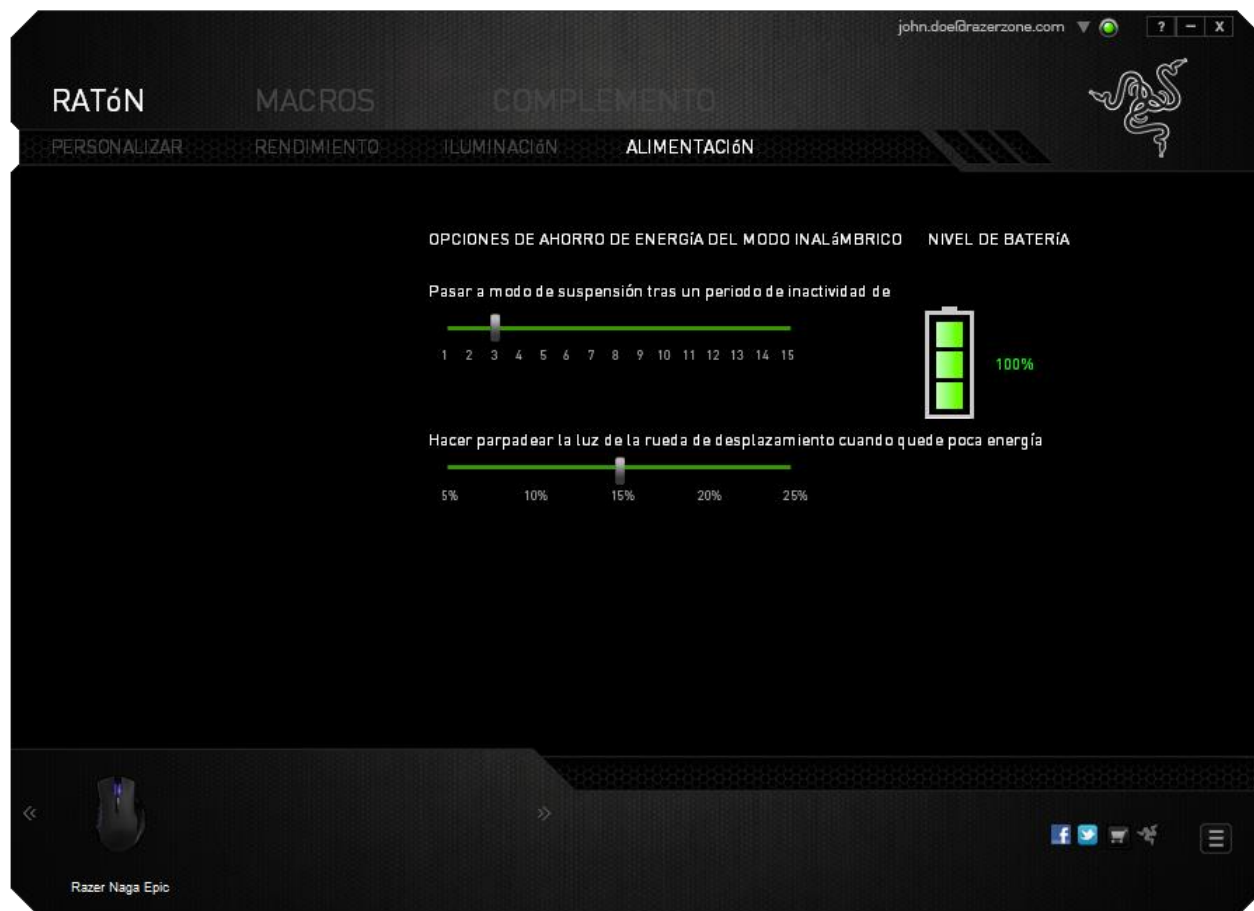 john.doe@razerzone.com
? – X
RATóN MACROS COMPLEMENTO
PERSONALIZAR RENDIMIENTO ILUMINACIóN ALIMENTACIóN
OPCIONES DE AHORRO DE ENERGíA DEL MODO INALáMBRICO NIVEL DE BATERíA
Pasar a modo de suspensión tras un periodo de inactividad de
1 2 3 4 5 6 7 8 9 10 11 12 13 14 15
100%
Hacer parpadear la luz de la rueda de desplazamiento cuando quede poca energía
5% 10% 15% 20% 25%
Razer Naga Epic